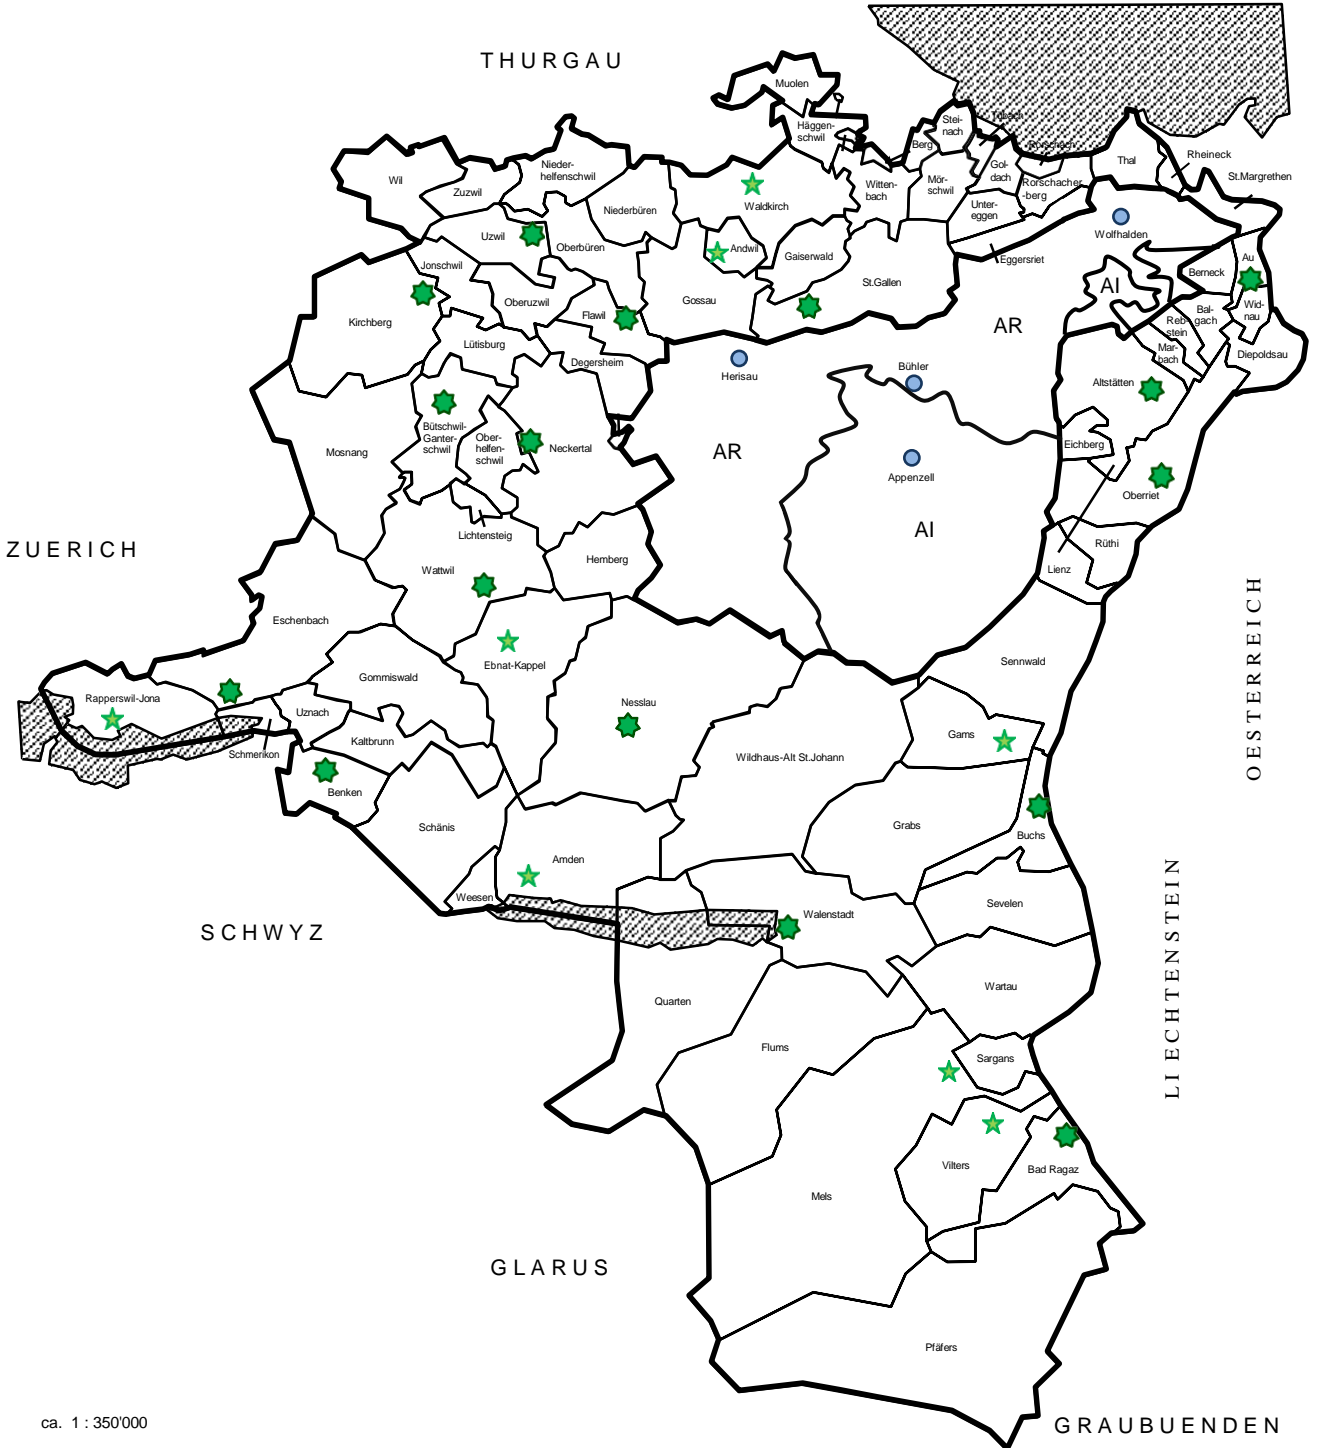 THURGAU
Muolen
Häggen-
schwil
Stei-
nach
Tübach
Berg
Rorschach
Gol-
dach
Thal
Rheineck
St.Margrethen
Wil
Zuzwil
Nieder-
helfenschwil
Niederbüren
Waldkirch
Witten-
bach
Mör-
schwil
Rorschacher
-berg
Unter-
eggen
Eggersriet
Wolfhalden
Uzwil
Oberbüren
Andwil
Gaiserwald
St.Gallen
Gossau
Jonschwil
Oberuzwil
Flawil
Kirchberg
Lütisburg
Degersheim
Au
Berneck
AI
Wid-
nau
Bal-
gach
Reb-
stein
Mar-
bach
Diepoldsau
AR
Herisau
Bühler
Altstätten
Mosnang
Bütschwil-
Ganter-
schwil
Ober-
helfen-
schwil
Neckertal
AR
Appenzell
Eichberg
Oberriet
AI
Lichtensteig
ZUERICH
Wattwil
Hemberg
Rüthi
Lienz
OESTERREICH
Eschenbach
Ebnat-Kappel
Gommiswald
Sennwald
Rapperswil-Jona
Uznach
Nesslau
Kaltbrunn
Schmerikon
Wildhaus-Alt St.Johann
Gams
Benken
Schänis
Grabs
Buchs
Amden
Weesen
Walenstadt
Sevelen
SCHWYZ
LIECHTENSTEIN
Quarten
Wartau
Flums
Sargans
Vilters
Bad Ragaz
Mels
GLARUS
Pfäfers
ca. 1 : 350'000
GRAUBUENDEN